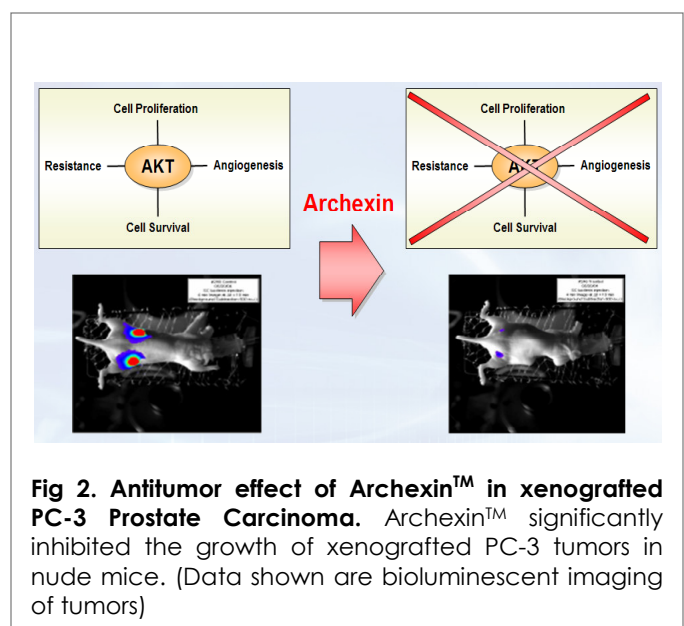 Cell Proliferation
Resistance
AKT
Angiogenesis
Cell Survival
Archexin
Cell Proliferation
Resistance
Angiogenesis
Cell Survival
Fig 2. Antitumor effect of Archexin™ in xenografted
PC-3 Prostate Carcinoma. Archexin™ significantly
inhibited the growth of xenografted PC-3 tumors in
nude mice. (Data shown are bioluminescent imaging
of tumors)